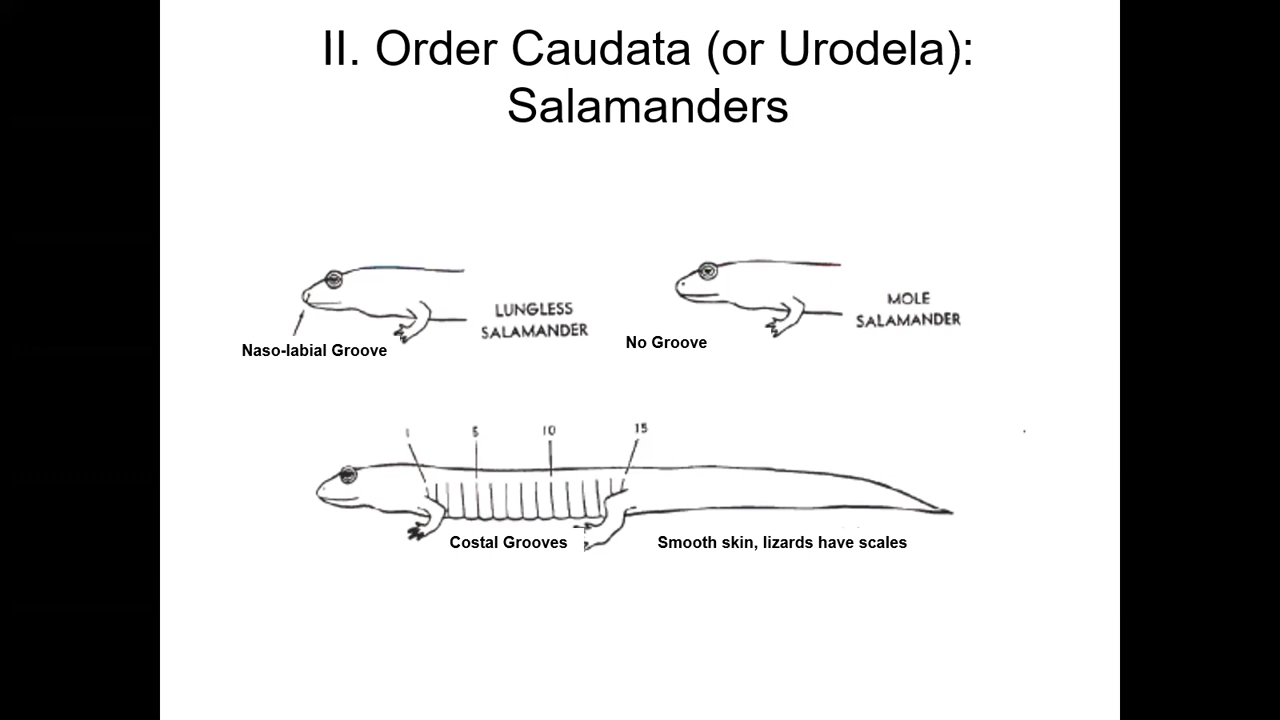 II. Order Caudata (or Urodela):
Salamanders
LUNGLESS
SALAMANDER
Naso-labial Groove
MOLE
SALAMANDER
No Groove
1 5 10 15
Costal Grooves
Smooth skin, lizards have scales